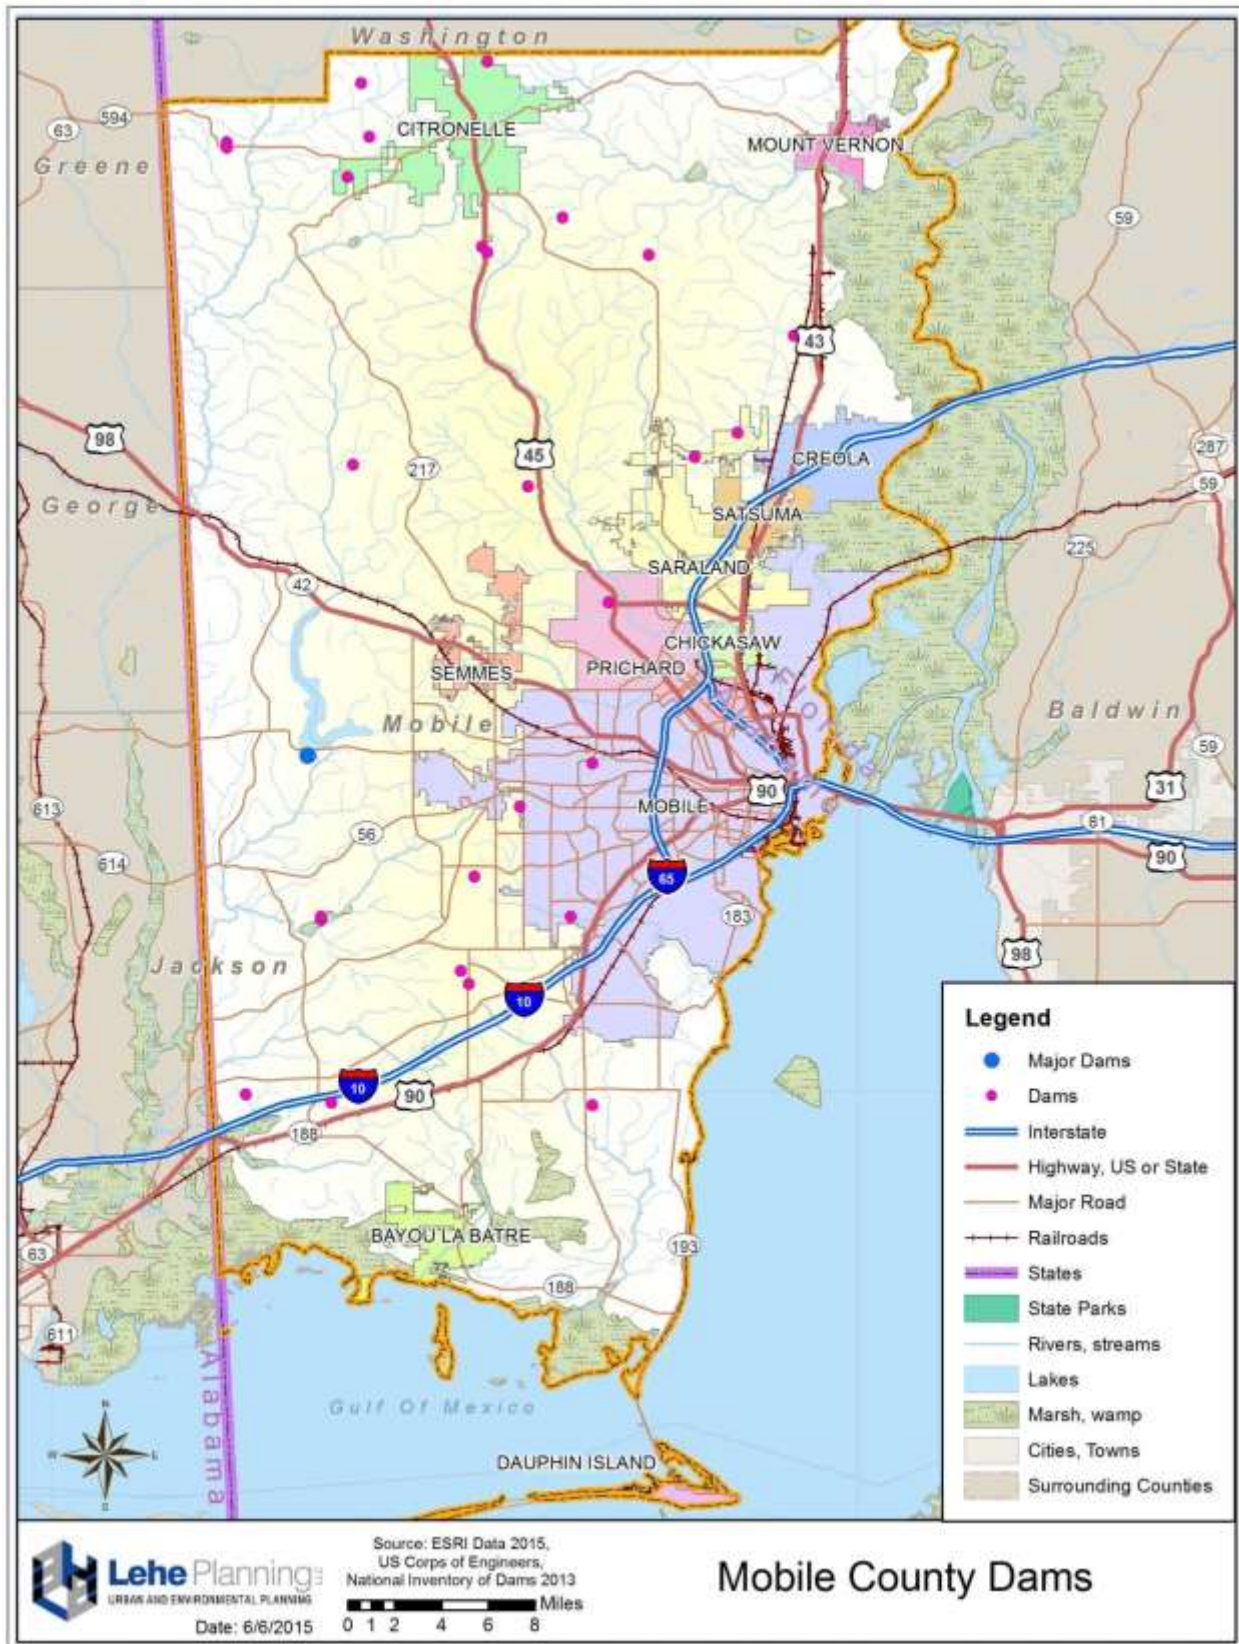 Washington
594
63
CITRONELLE
MOUNT VERNON
Greene
59
43
98
217
45
287
CREOLA
59
George
SATSUMA
225
SARALAND
42
CHICKASAW
PRICHARD
SEMMES
Mobile
Baldwin
59
31
90
613
MOBILE
81
56
90
614
65
183
Jackson
98
10
10
90
188
BAYOU LA BATRE
63
193
188
611
Alabama
Gulf Of Mexico
N
W
E
S
DAUPHIN ISLAND
Legend
Major Dams
Dams
Interstate
Highway, US or State
Major Road
Railroads
States
State Parks
Rivers, streams
Lakes
Marsh, wamp
Cities, Towns
Surrounding Counties
Lehe Planning
URBAN AND ENVIRONMENTAL PLANNING
Date: 6/6/2015
Source: ESRI Data 2015,
US Corps of Engineers,
National Inventory of Dams 2013
Miles
0 1 2 4 6 8
Mobile County Dams